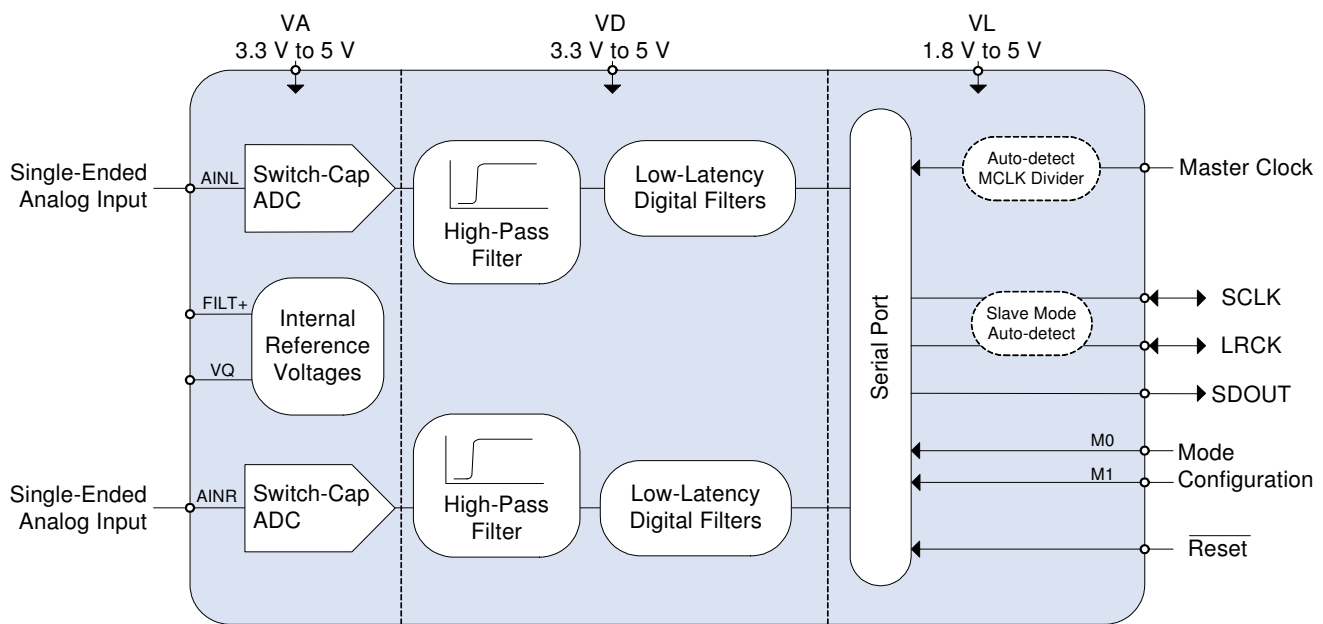 VA
3.3 V to 5 V
VD
3.3 V to 5 V
VL
1.8 V to 5 V
Single-Ended
Analog Input
AINL
Switch-Cap
ADC
High-Pass
Filter
Low-Latency
Digital Filters
Auto-detect
MCLK Divider
Master Clock
FILT+
VQ
Internal
Reference
Voltages
Serial Port
Slave Mode
Auto-detect
SCLK
LRCK
SDOUT
M0
M1
Mode
Configuration
Single-Ended
Analog Input
AINR
Switch-Cap
ADC
High-Pass
Filter
Low-Latency
Digital Filters
Reset